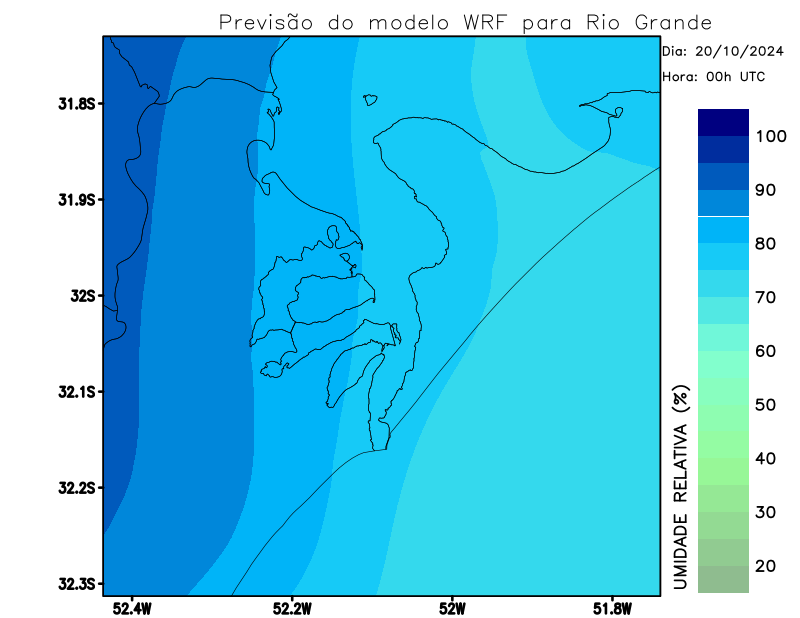 Previsão do modelo WRF para Rio Grande
Dia: 20/10/2024
Hora: 00h UTC
31.8S
31.9S
32S
32.1S
32.2S
32.3S
52.4W
52.2W
52W
51.8W
100
90
80
70
60
50
40
30
20
UMIDADE RELATIVA (%)